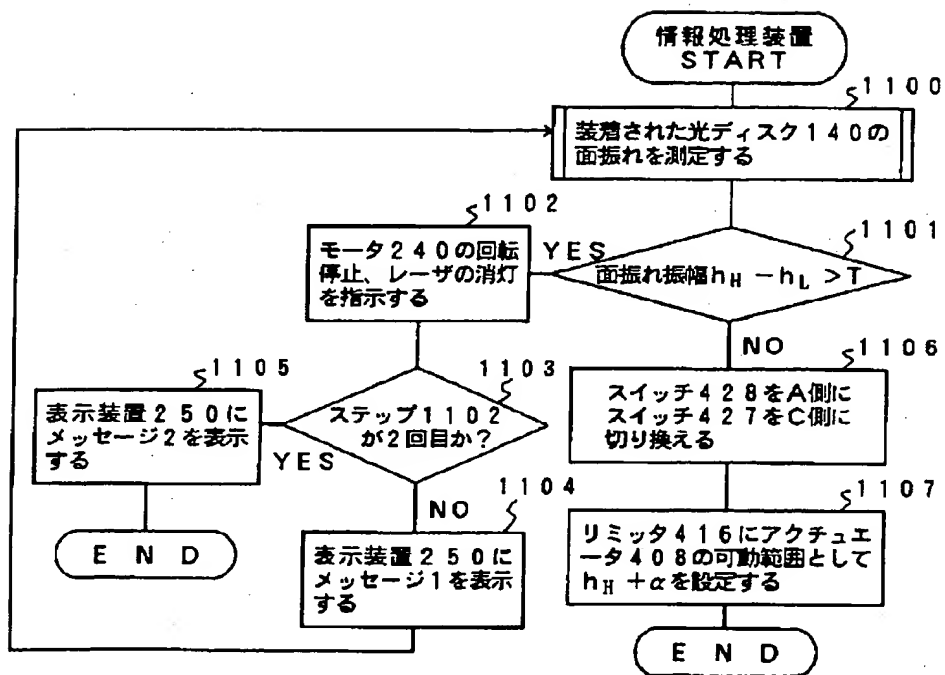 情報処理装置
START
1100
装着された光ディスク140の
面振れを測定する
1101
面振れ振幅hH－hL＞T
YES
1102
モータ240の回転
停止、レーザの消灯
を指示する
1103
ステップ1102
が2回目か？
YES
1105
表示装置250に
メッセージ2を表示
する
END
NO
1104
表示装置250に
メッセージ1を表示
する
NO
1106
スイッチ428をA側に
スイッチ427をC側に
切り換える
1107
リミッタ416にアクチュエ
ータ408の可動範囲として
hH＋αを設定する
END